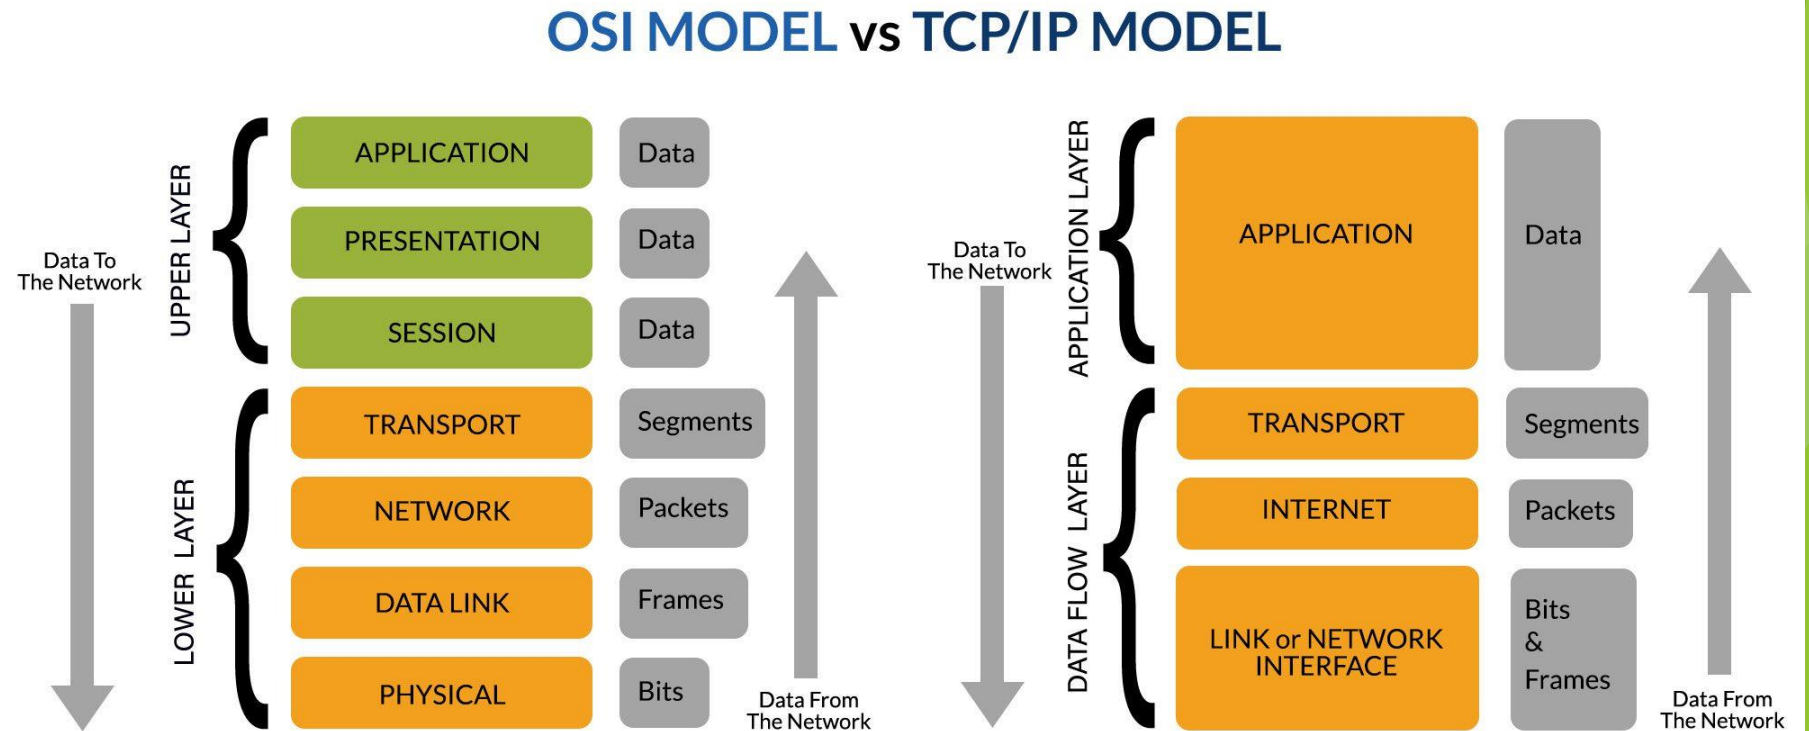 OSI MODEL vs TCP/IP MODEL
Data To
The Network
UPPER LAYER
APPLICATION
Data
PRESENTATION
Data
SESSION
Data
LOWER LAYER
TRANSPORT
Segments
NETWORK
Packets
DATA LINK
Frames
PHYSICAL
Bits
Data From
The Network
Data To
The Network
APPLICATION LAYER
APPLICATION
Data
DATA FLOW LAYER
TRANSPORT
Segments
INTERNET
Packets
LINK or NETWORK
INTERFACE
Bits
&
Frames
Data From
The Network